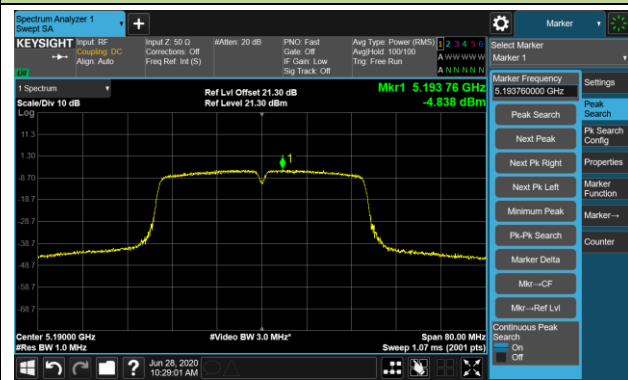 Spectrum Analyzer 1
Swept SA
+
Marker
KEYSIGHT
Input: RF
Coupling: DC
Align: Auto
Input Z: 50 Ω
Corrections: Off
Freq Ref: Int (S)
#Atten: 20 dB
PNO: Fast
Gate: Off
IF Gain: Low
Sig Track: Off
Avg Type: Power (RMS)
Avg|Hold: 100/100
Trig: Free Run
1 2 3 4 5 6
A W W W W W
A N N N N N
Select Marker
Marker 1
1 Spectrum
Scale/Div 10 dB
Log
Ref Lvl Offset 21.30 dB
Ref Level 21.30 dBm
Mkr1 5.193 76 GHz
-4.838 dBm
11.3
1.30
-8.70
-18.7
-28.7
-38.7
-48.7
-58.7
-68.7
1
Center 5.19000 GHz
#Res BW 1.0 MHz
#Video BW 3.0 MHz*
Span 80.00 MHz
Sweep 1.07 ms (2001 pts)
Marker Frequency
5.193760000 GHz
Peak Search
Next Peak
Next Pk Right
Next Pk Left
Minimum Peak
Pk-Pk Search
Marker Delta
Mkr→CF
Mkr→Ref Lvl
Continuous Peak
Search
On
Off
Settings
Peak
Search
Pk Search
Config
Properties
Marker
Function
Marker→
Counter
?
Jun 28, 2020
10:29:01 AM